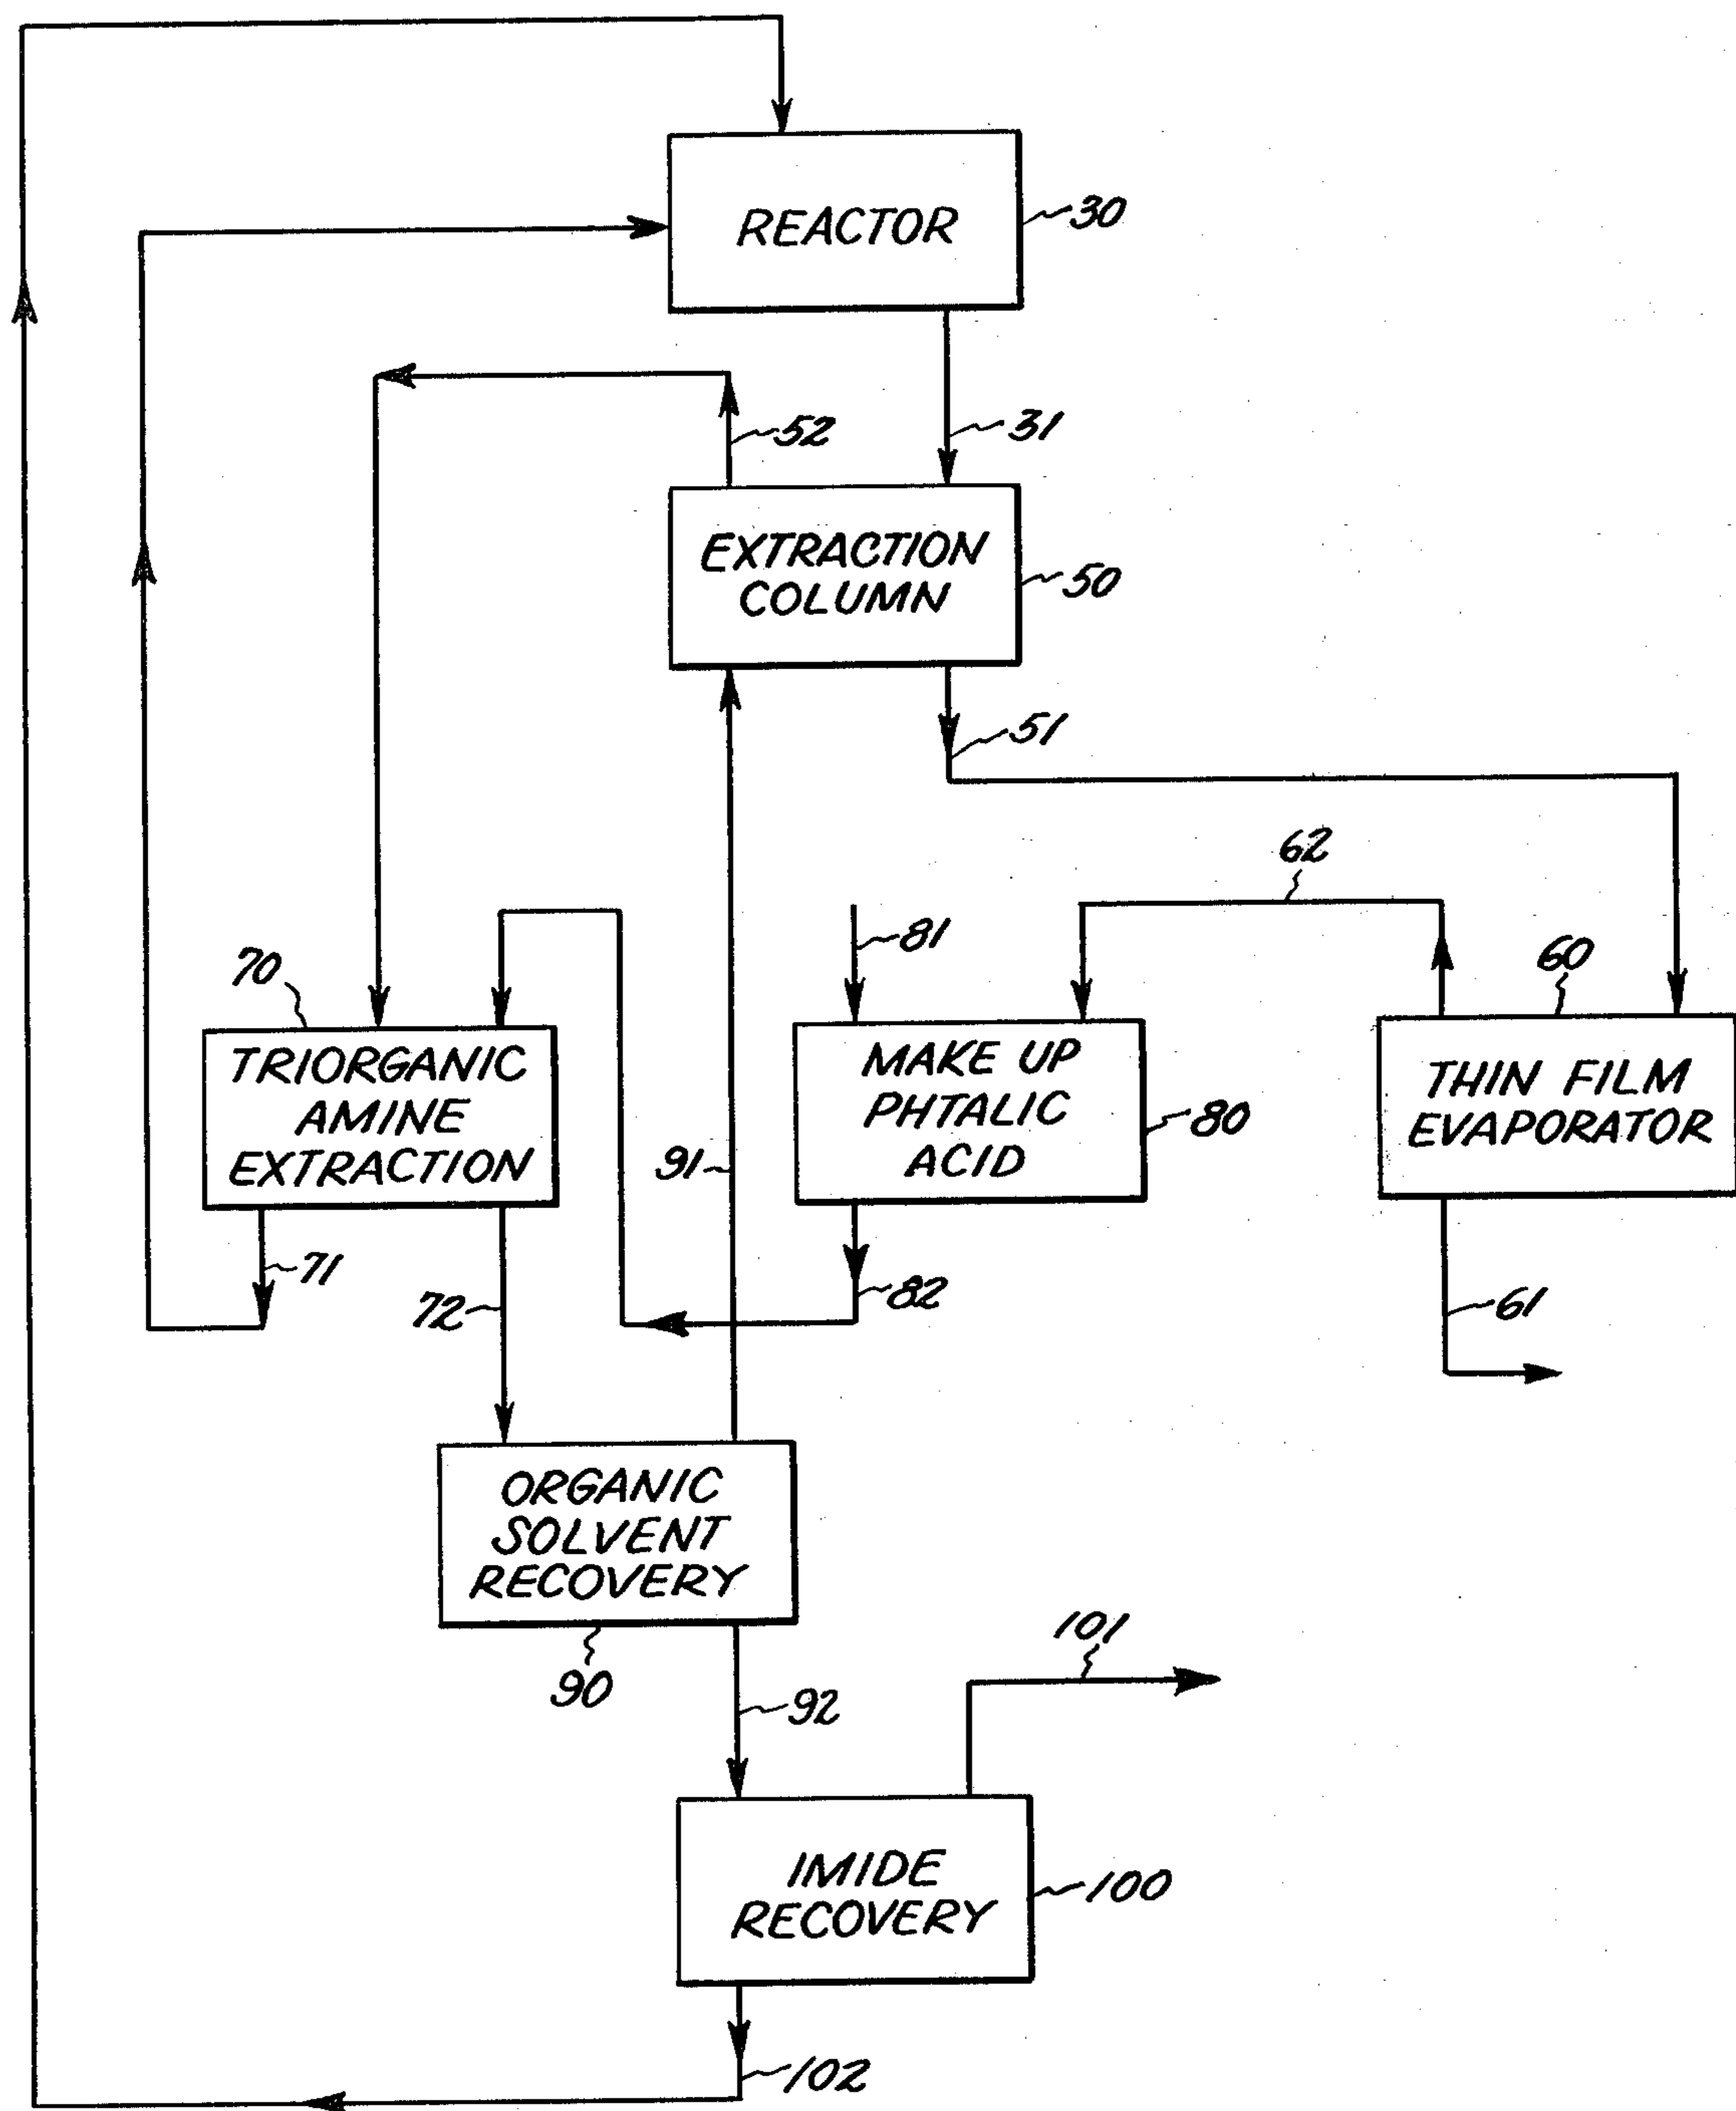 REACTOR
30
52
31
EXTRACTION
COLUMN
50
51
62
81
70
60
TRIORGANIC
AMINE
EXTRACTION
MAKE UP
PHTALIC
ACID
80
THIN FILM
EVAPORATOR
91
71
72
82
61
ORGANIC
SOLVENT
RECOVERY
90
92
101
IMIDE
RECOVERY
100
102